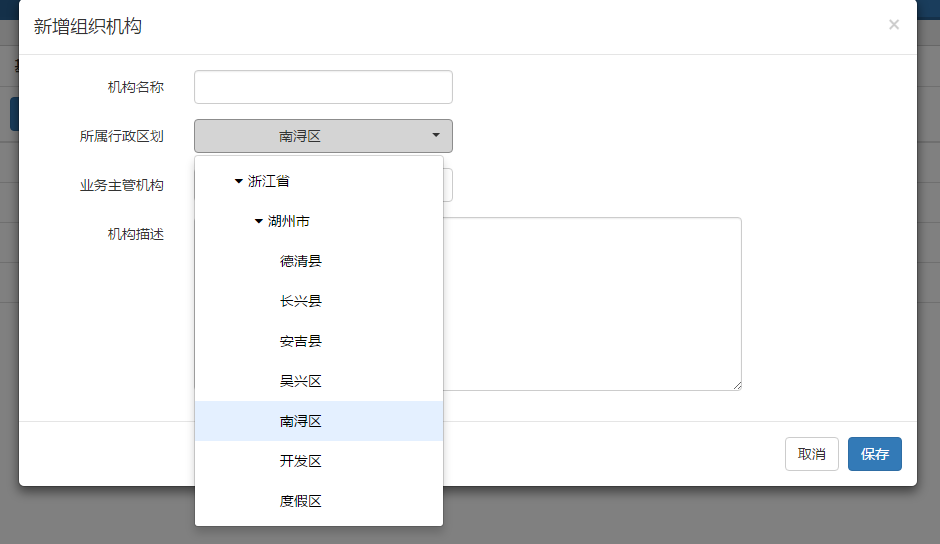 新增组织机构
×
机构名称
所属行政区划
南浔区
业务主管机构
机构描述
浙江省
湖州市
德清县
长兴县
安吉县
吴兴区
南浔区
开发区
度假区
取消
保存